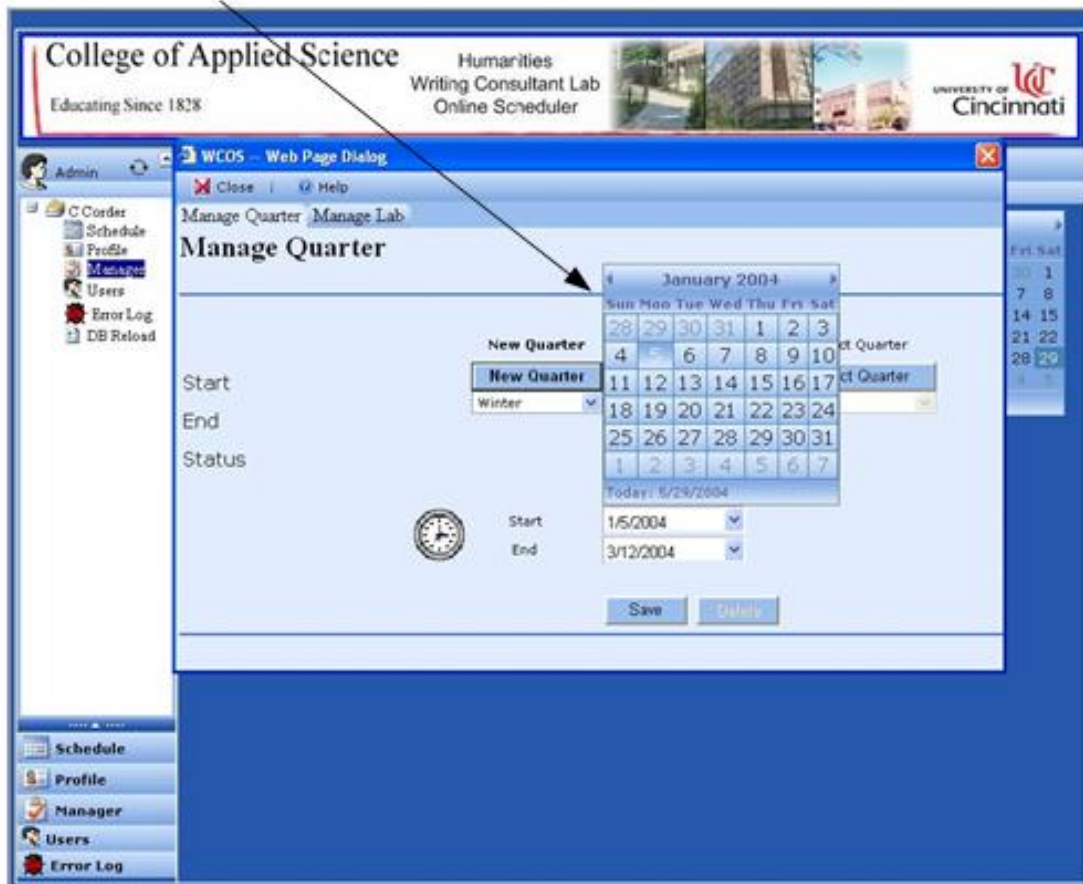 College of Applied Science
Educating Since 1828
Humanities
Writing Consultant Lab
Online Scheduler
UNIVERSITY OF
Cincinnati
Admin
C Corder
Schedule
Profile
Manager
Users
Error Log
DB Reload
WCOS -- Web Page Dialog
Close | Help
Manage Quarter Manage Lab
Manage Quarter
January 2004
Sun Mon Tue Wed Thu Fri Sat
28 29 30 31 1 2 3
4 5 6 7 8 9 10
11 12 13 14 15 16 17
18 19 20 21 22 23 24
25 26 27 28 29 30 31
1 2 3 4 5 6 7
Today: 5/29/2004
New Quarter
ct Quarter
New Quarter
ct Quarter
Winter
Start
End
Status
Start 1/5/2004
End 3/12/2004
Save Delete
Fri Sat
1
7 8
14 15
21 22
28 29
Schedule
Profile
Manager
Users
Error Log